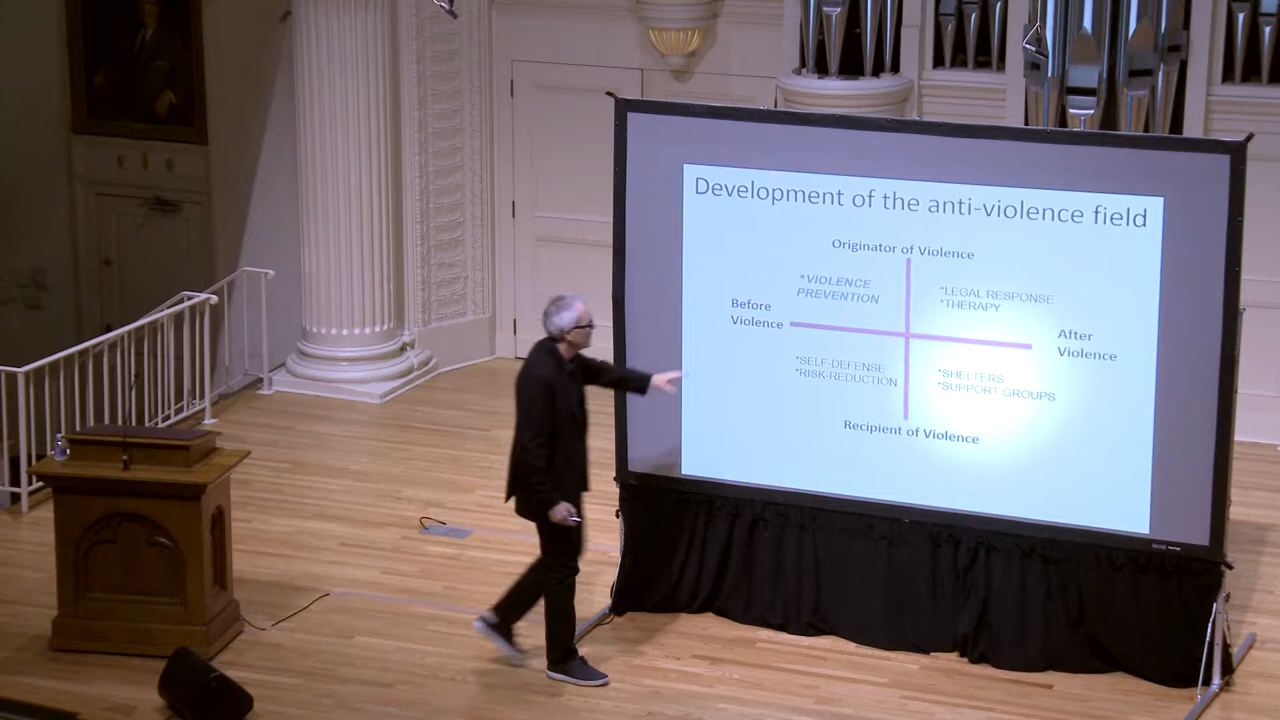 Development of the anti-violence field
Originator of Violence
*VIOLENCE
PREVENTION
*LEGAL RESPONSE
*THERAPY
Before
Violence
After
Violence
*SELF-DEFENSE
*RISK-REDUCTION
*SHELTERS
*SUPPORT GROUPS
Recipient of Violence